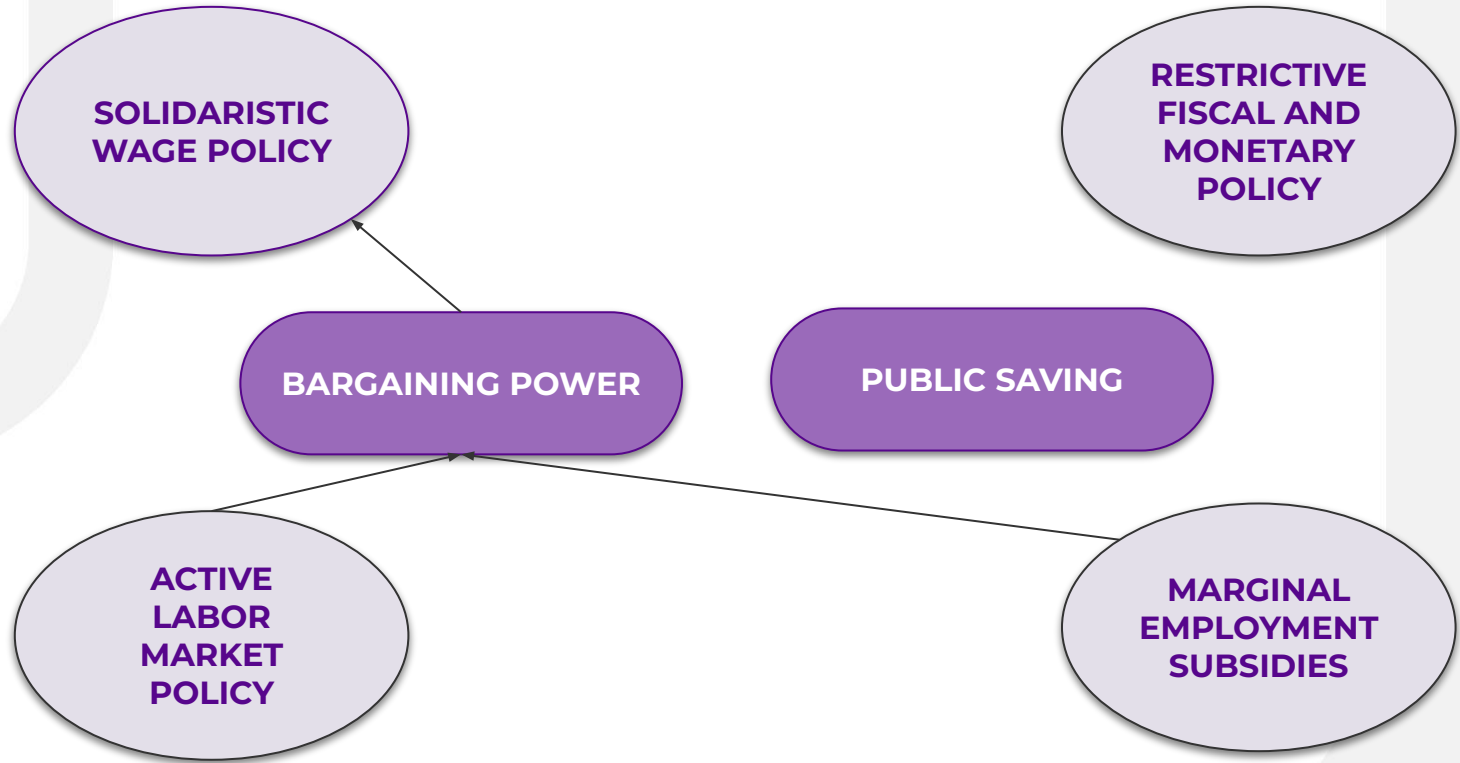 SOLIDARISTIC
WAGE POLICY
RESTRICTIVE
FISCAL AND
MONETARY
POLICY
BARGAINING POWER
PUBLIC SAVING
ACTIVE
LABOR
MARKET
POLICY
MARGINAL
EMPLOYMENT
SUBSIDIES